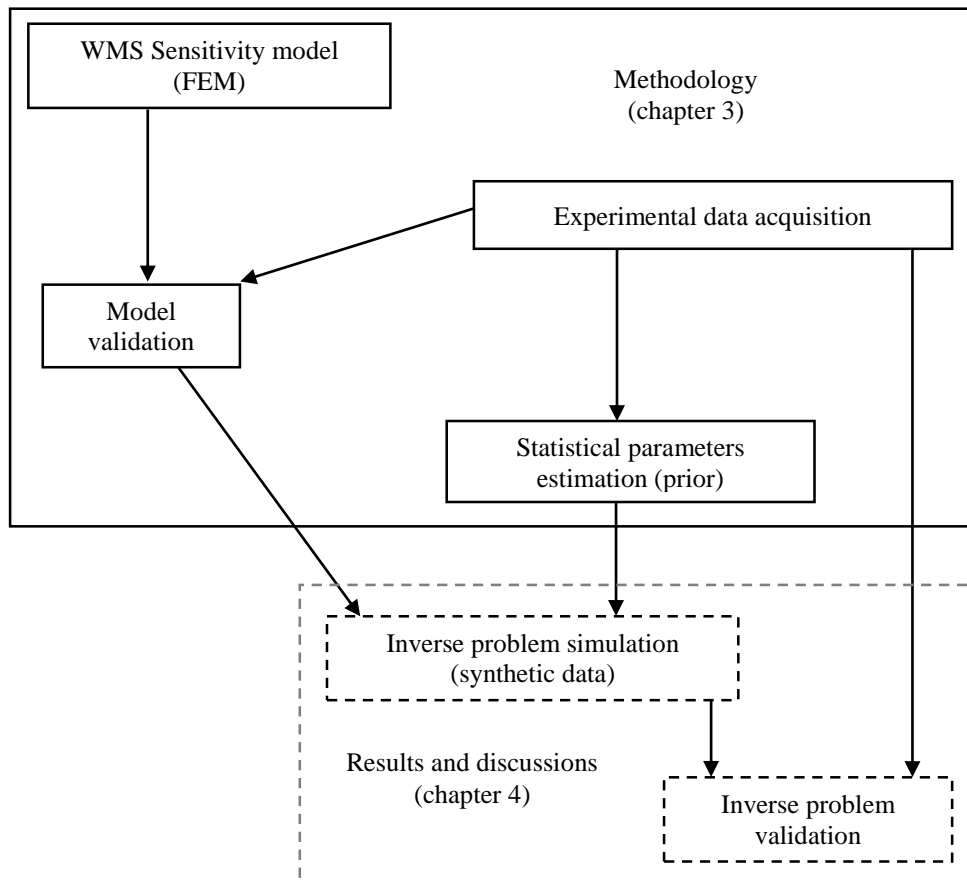 WMS Sensitivity model
(FEM)
Methodology
(chapter 3)
Experimental data acquisition
Model
validation
Statistical parameters
estimation (prior)
Inverse problem simulation
(synthetic data)
Results and discussions
(chapter 4)
Inverse problem
validation